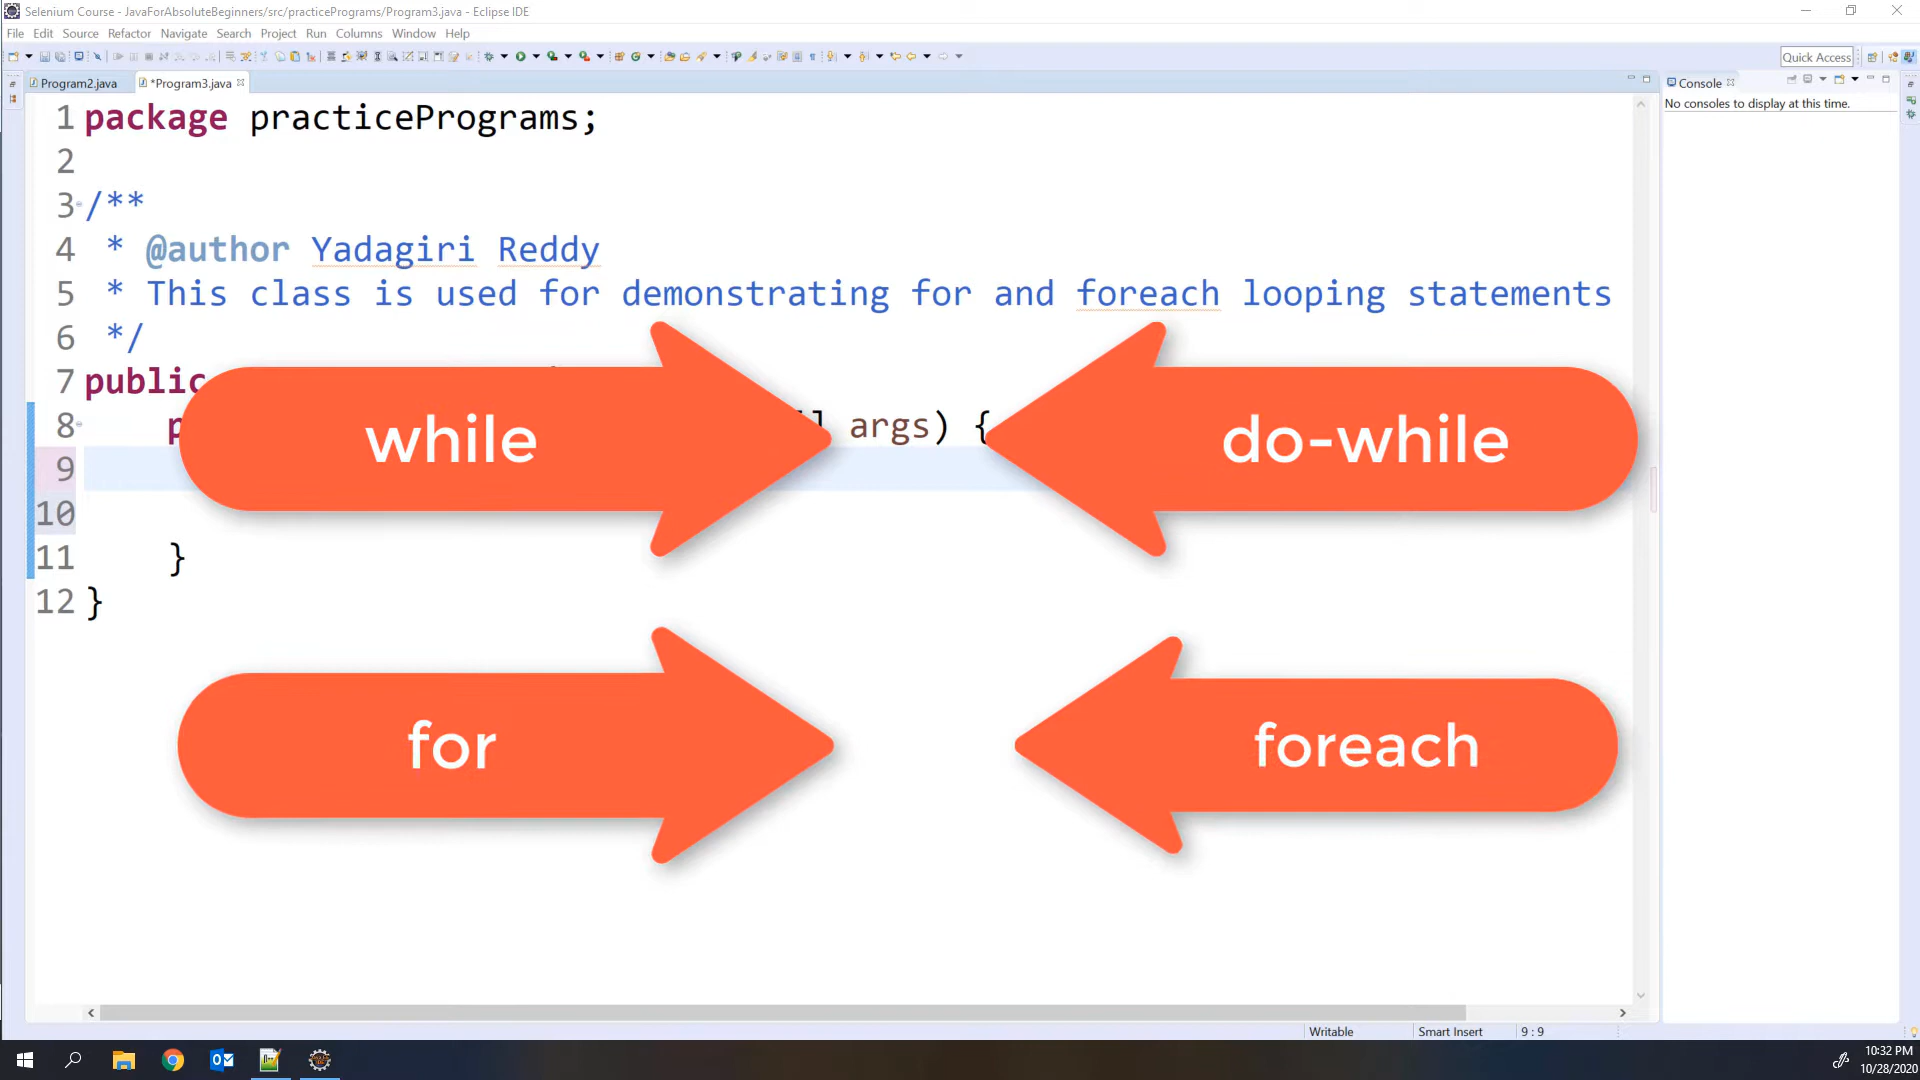 Selenium Course - JavaForAbsoluteBeginners/src/practicePrograms/Program3.java - Eclipse IDE
File Edit Source Refactor Navigate Search Project Run Columns Window Help
Quick Access
Program2.java
*Program3.java
Console
No consoles to display at this time.
1 package practicePrograms;
2
3 /**
4 * @author Yadagiri Reddy
5 * This class is used for demonstrating for and foreach looping statements
6 */
7 public
8 p ] args) {
9
10
11 }
12 }
while
do-while
for
foreach
Writable
Smart Insert
9 : 9
10:32 PM
10/28/2020